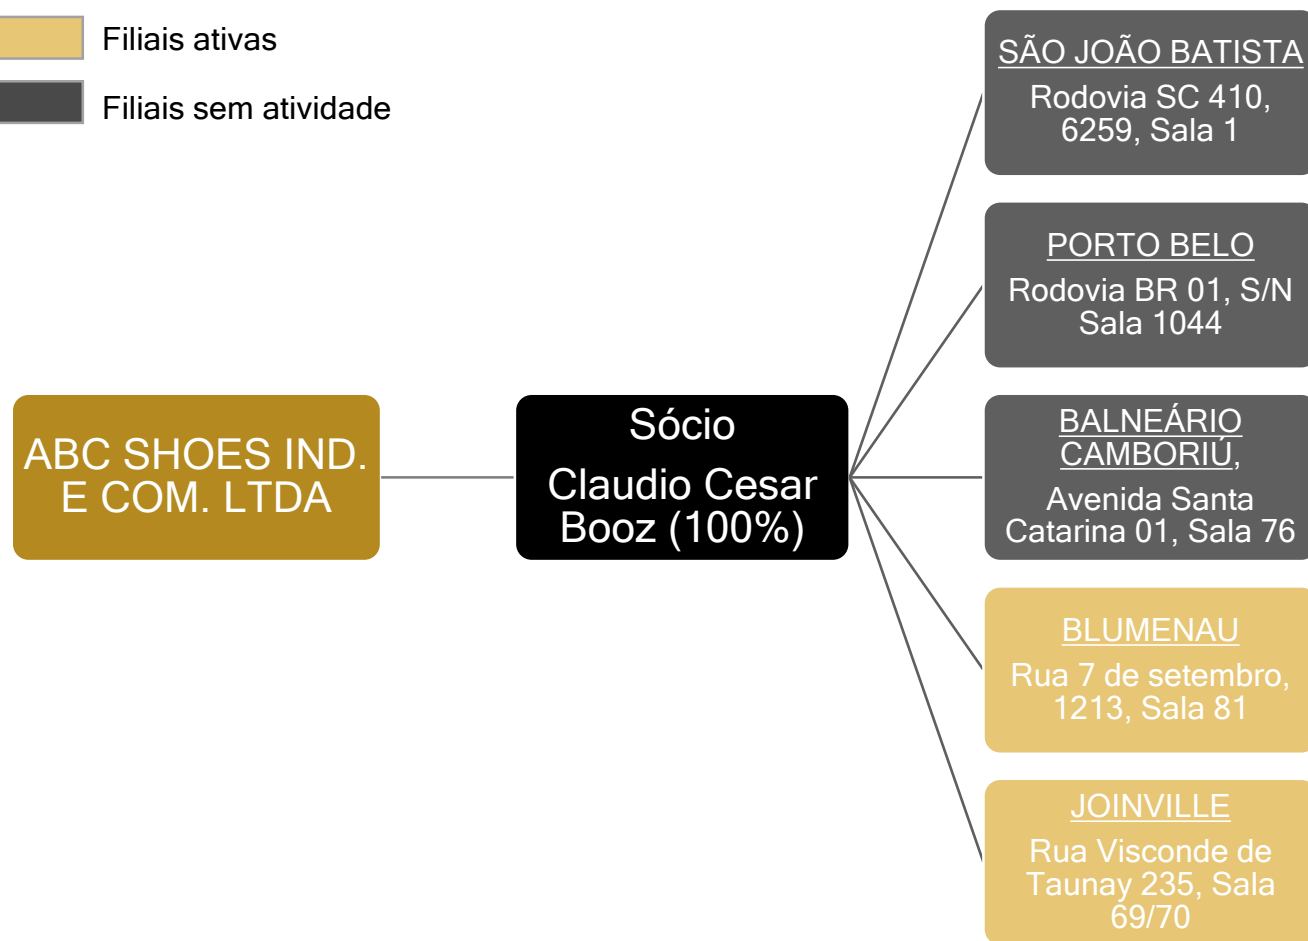 Filiais ativas
Filiais sem atividade
ABC SHOES IND.
E COM. LTDA
Sócio
Claudio Cesar
Booz (100%)
SÃO JOÃO BATISTA
Rodovia SC 410,
6259, Sala 1
PORTO BELO
Rodovia BR 01, S/N
Sala 1044
BALNEÁRIO
CAMBORIÚ,
Avenida Santa
Catarina 01, Sala 76
BLUMENAU
Rua 7 de setembro,
1213, Sala 81
JOINVILLE
Rua Visconde de
Taunay 235, Sala
69/70